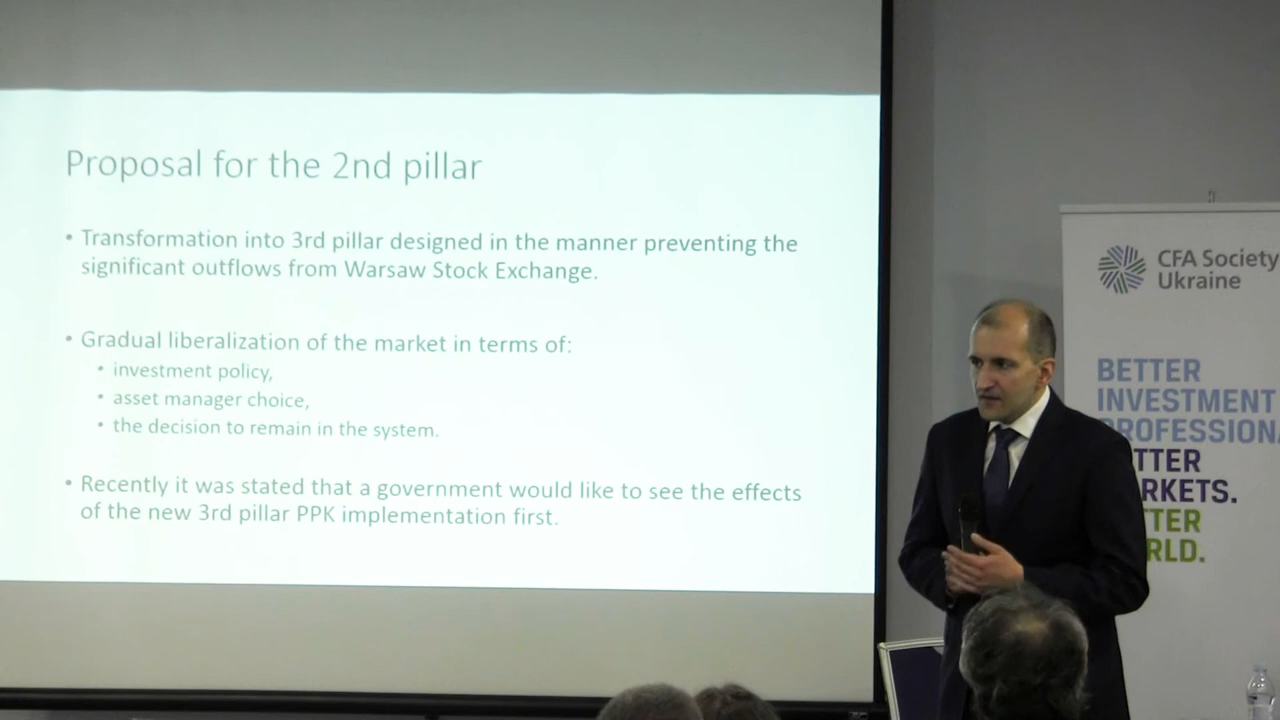 Proposal for the 2nd pillar
• Transformation into 3rd pillar designed in the manner preventing the
significant outflows from Warsaw Stock Exchange.
• Gradual liberalization of the market in terms of:
• investment policy,
• asset manager choice,
• the decision to remain in the system.
• Recently it was stated that a government would like to see the effects
of the new 3rd pillar PPK implementation first.
CFA Society
Ukraine
BETTER
INVESTMENT
PROFESSIONA
TTER
RKETS.
TTER
RLD.